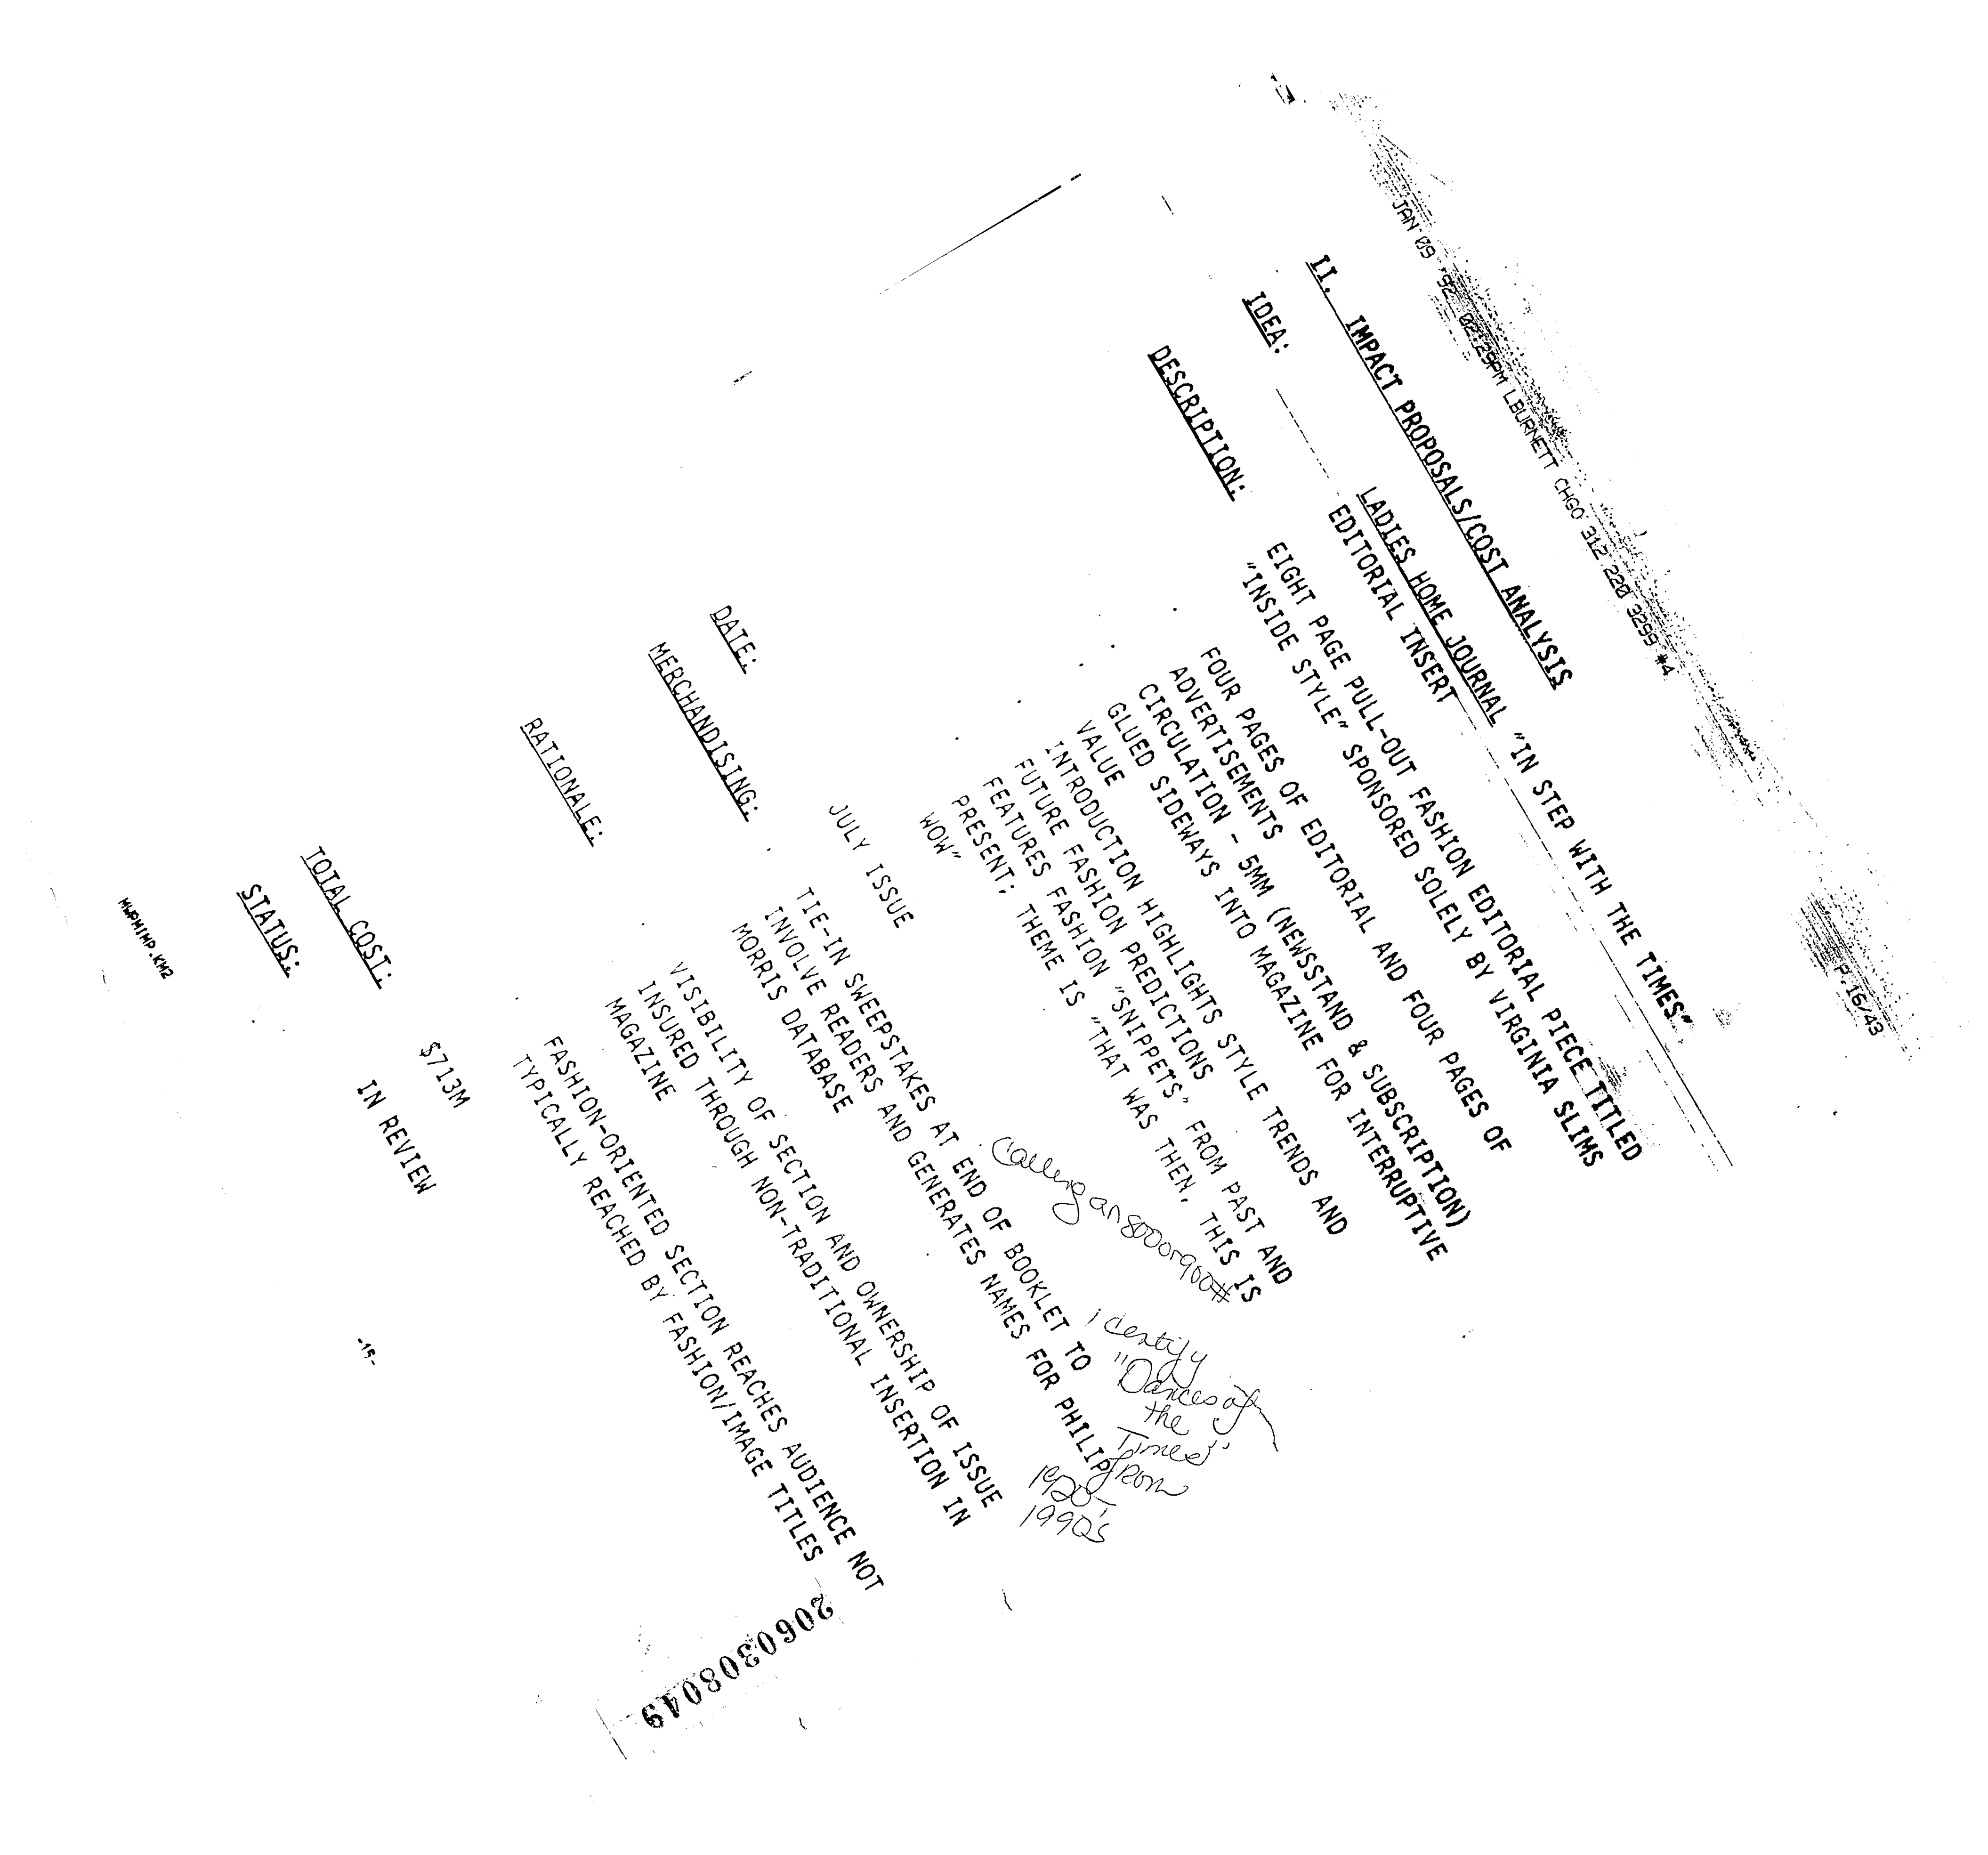 JAN 09 '92 02:29PM LBURNETT CHGO 312 220 3299 #4 P.16/43
II. IMPACT PROPOSALS/COST ANALYSIS
IDEA: LADIES HOME JOURNAL "IN STEP WITH THE TIMES"
EDITORIAL INSERT
DESCRIPTION: EIGHT PAGE PULL-OUT FASHION EDITORIAL PIECE TITLED
"INSIDE STYLE" SPONSORED SOLELY BY VIRGINIA SLIMS
· FOUR PAGES OF EDITORIAL AND FOUR PAGES OF
ADVERTISEMENTS
· CIRCULATION - 5MM (NEWSSTAND & SUBSCRIPTION)
· GLUED SIDEWAYS INTO MAGAZINE FOR INTERRUPTIVE
VALUE
· INTRODUCTION HIGHLIGHTS STYLE TRENDS AND
FUTURE FASHION PREDICTIONS
· FEATURES FASHION "SNIPPETS" FROM PAST AND
PRESENT; THEME IS "THAT WAS THEN, THIS IS
WOW"
DATE: JULY ISSUE
calling an 800 or 900#
MERCHANDISING: · TIE-IN SWEEPSTAKES AT END OF BOOKLET TO
INVOLVE READERS AND GENERATES NAMES FOR PHILIP
MORRIS DATABASE
i certify
"Dances of
the
Times"
from
1920's
1990's
RATIONALE: · VISIBILITY OF SECTION AND OWNERSHIP OF ISSUE
INSURED THROUGH NON-TRADITIONAL INSERTION IN
MAGAZINE
· FASHION-ORIENTED SECTION REACHES AUDIENCE NOT
TYPICALLY REACHED BY FASHION/IMAGE TITLES
TOTAL COST: $713M
STATUS: IN REVIEW
MWPMIMP.KM2
-15-
2060308049